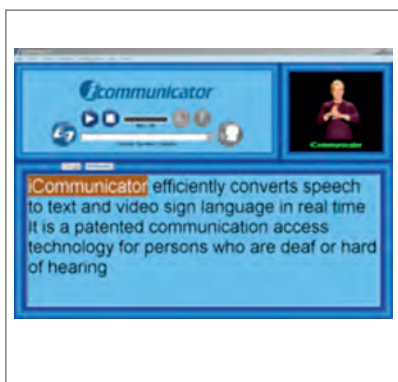 iCommunicator
iCommunicator
iCommunicator efficiently converts speech
to text and video sign language in real time
It is a patented communication access
technology for persons who are deaf or hard
of hearing